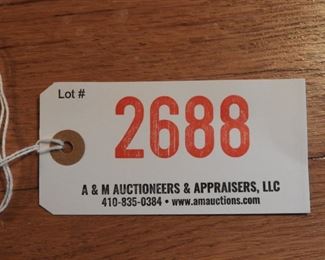 Lot #
2688
A & M AUCTIONEERS & APPRAISERS, LLC
410-835-0384 • www.amauctions.com